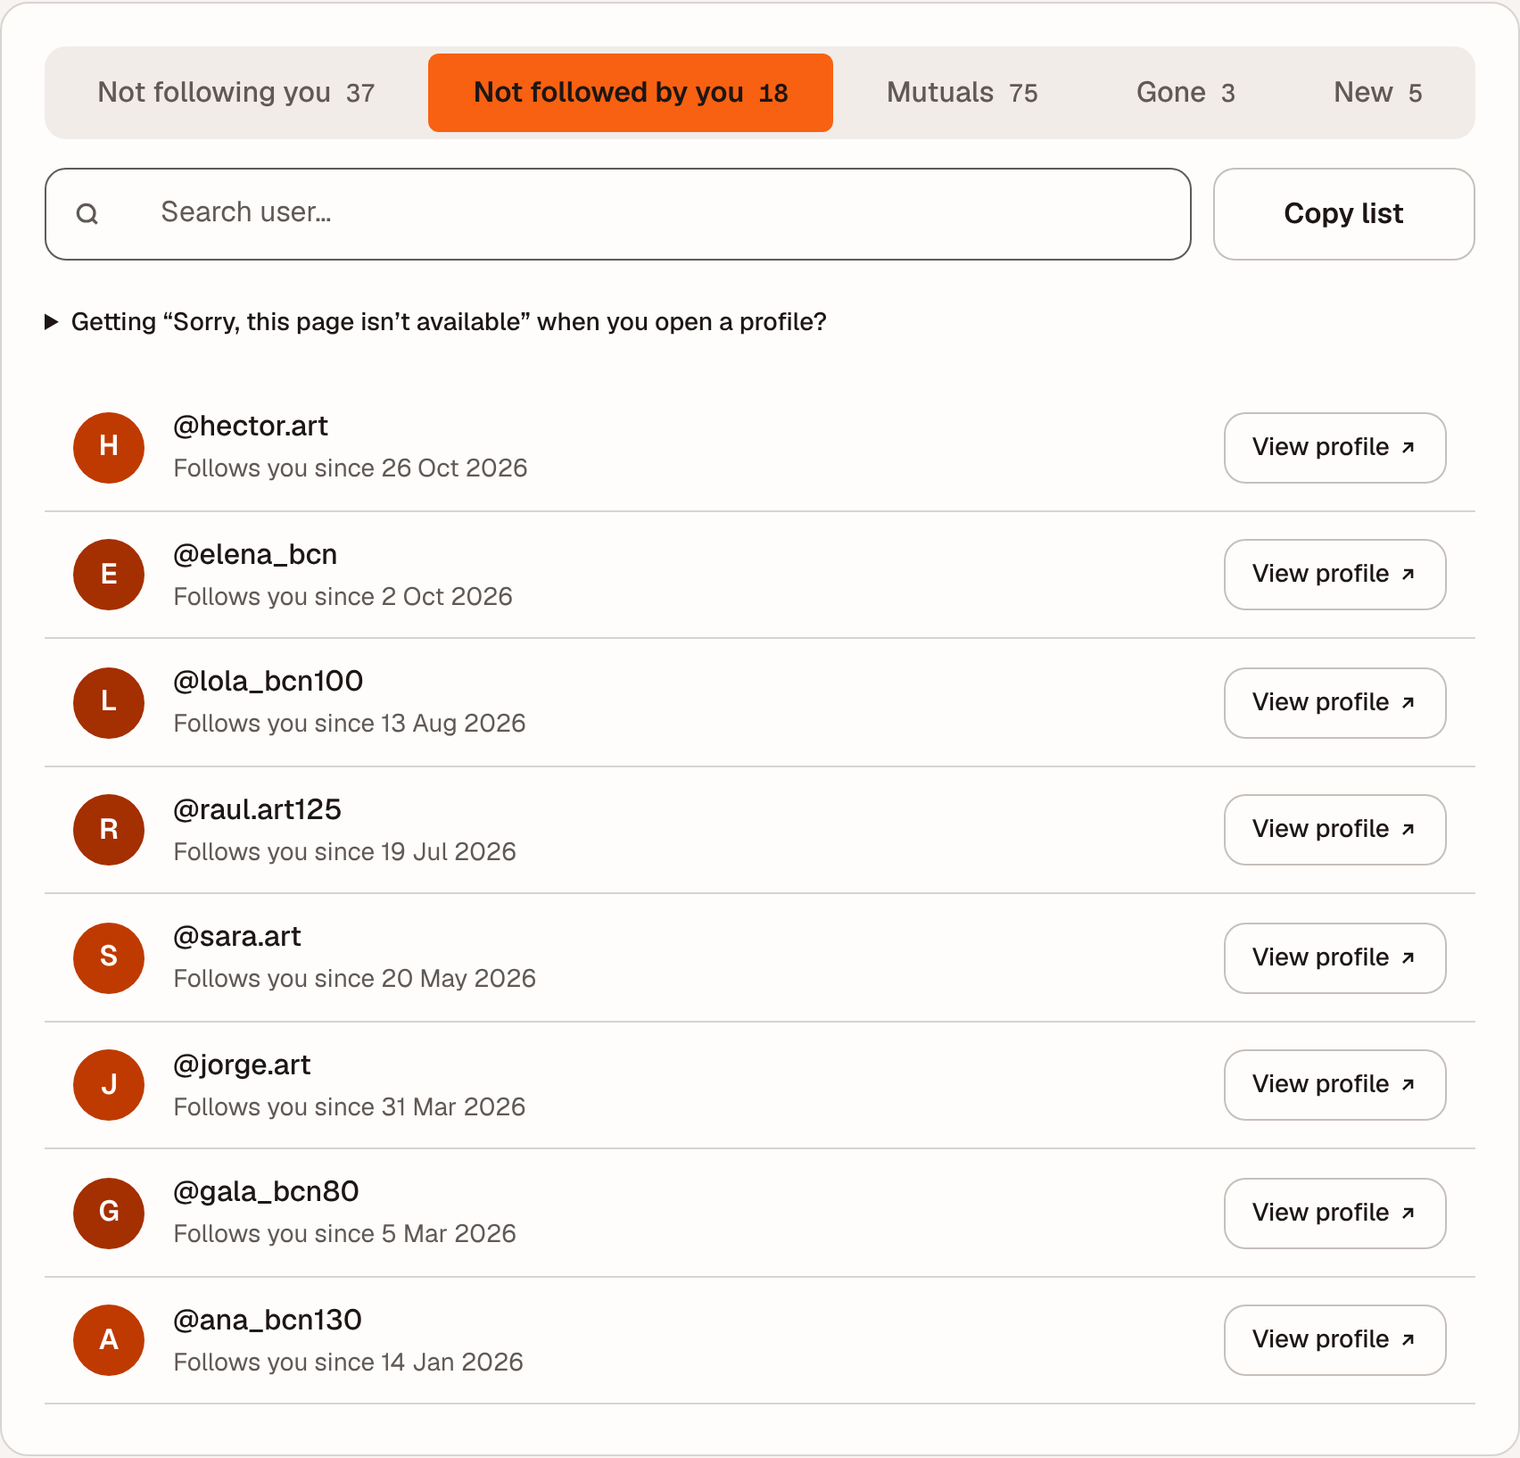 Not following you 37 Not followed by you 18 Mutuals 75 Gone 3 New 5
Search user… Copy list
▶ Getting “Sorry, this page isn’t available” when you open a profile?
H @hector.art
Follows you since 26 Oct 2026
View profile ↗
E @elena_bcn
Follows you since 2 Oct 2026
View profile ↗
L @lola_bcn100
Follows you since 13 Aug 2026
View profile ↗
R @raul.art125
Follows you since 19 Jul 2026
View profile ↗
S @sara.art
Follows you since 20 May 2026
View profile ↗
J @jorge.art
Follows you since 31 Mar 2026
View profile ↗
G @gala_bcn80
Follows you since 5 Mar 2026
View profile ↗
A @ana_bcn130
Follows you since 14 Jan 2026
View profile ↗